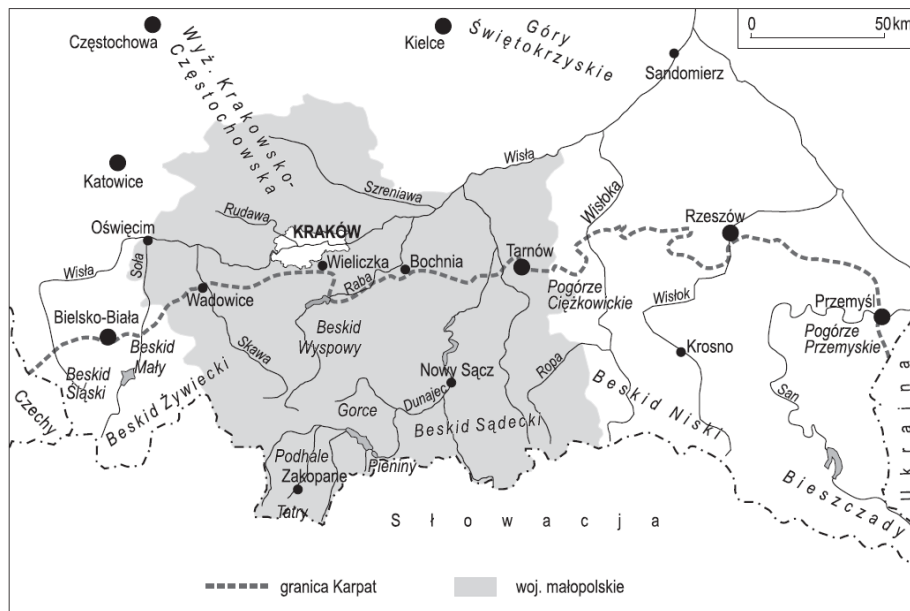 0 50 km
Częstochowa
Kielce
Góry
Świętokrzyskie
Wyż. Krakowsko-
Częstochowska
Sandomierz
Katowice
Wisła
Szreniawa
Wisłoka
Rudawa
Oświęcim
KRAKÓW
Rzeszów
Soła
Wisła
Wieliczka
Bochnia
Tarnów
Raba
Wadowice
Pogórze
Ciężkowickie
Wisłok
Przemyśl
Bielsko-Biała
Beskid
Wyspowy
Pogórze
Przemyskie
Beskid
Mały
Skawa
Krosno
Beskid
Śląski
Nowy Sącz
Ropa
San
Czechy
Beskid Żywiecki
Gorce
Dunajec
Beskid Sądecki
Beskid Niski
Ukraina
Podhale
Pieniny
Zakopane
Tatry
Bieszczady
Słowacja
granica Karpat
woj. małopolskie